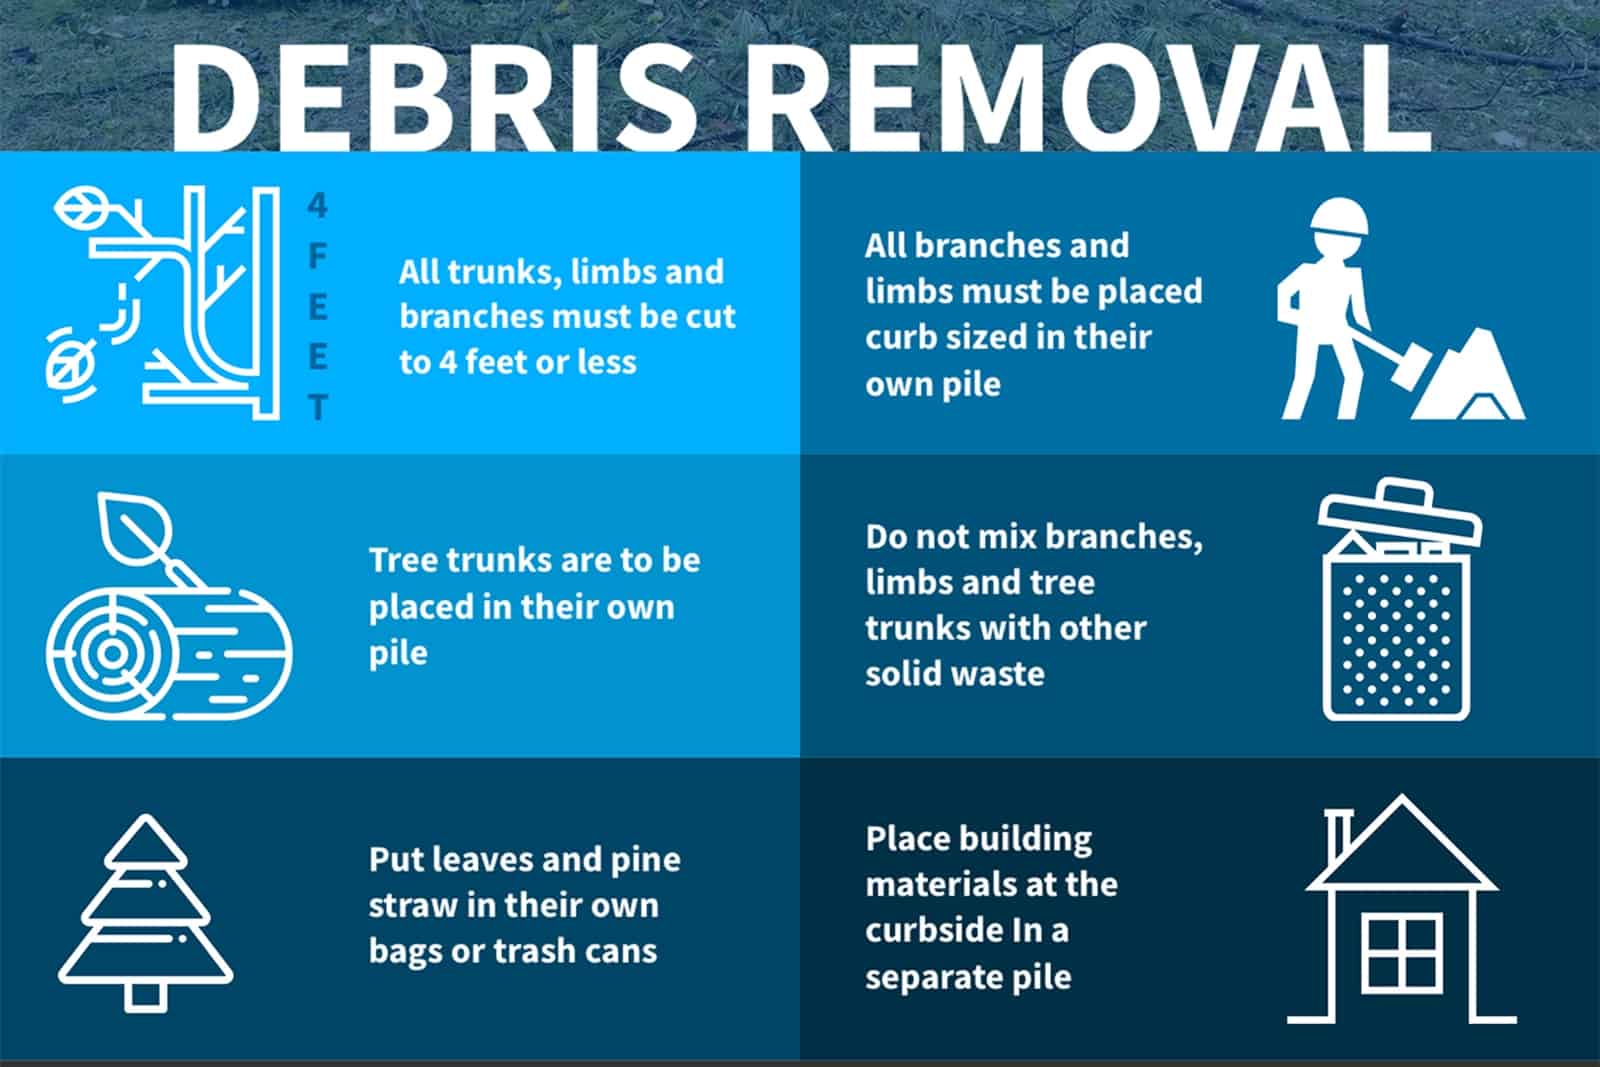 DEBRIS REMOVAL
4
F
E
E
T
All trunks, limbs and
branches must be cut
to 4 feet or less
All branches and
limbs must be placed
curb sized in their
own pile
Tree trunks are to be
placed in their own
pile
Do not mix branches,
limbs and tree
trunks with other
solid waste
Put leaves and pine
straw in their own
bags or trash cans
Place building
materials at the
curbside In a
separate pile